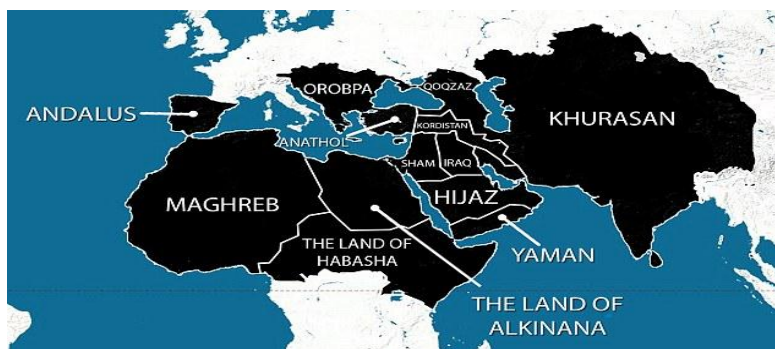 OROBPA
QOQZAZ
ANDALUS
KHURASAN
KORDISTAN
ANATHOL
SHAM
IRAQ
HIJAZ
MAGHREB
THE LAND OF
HABASHA
YAMAN
THE LAND OF
ALKINANA